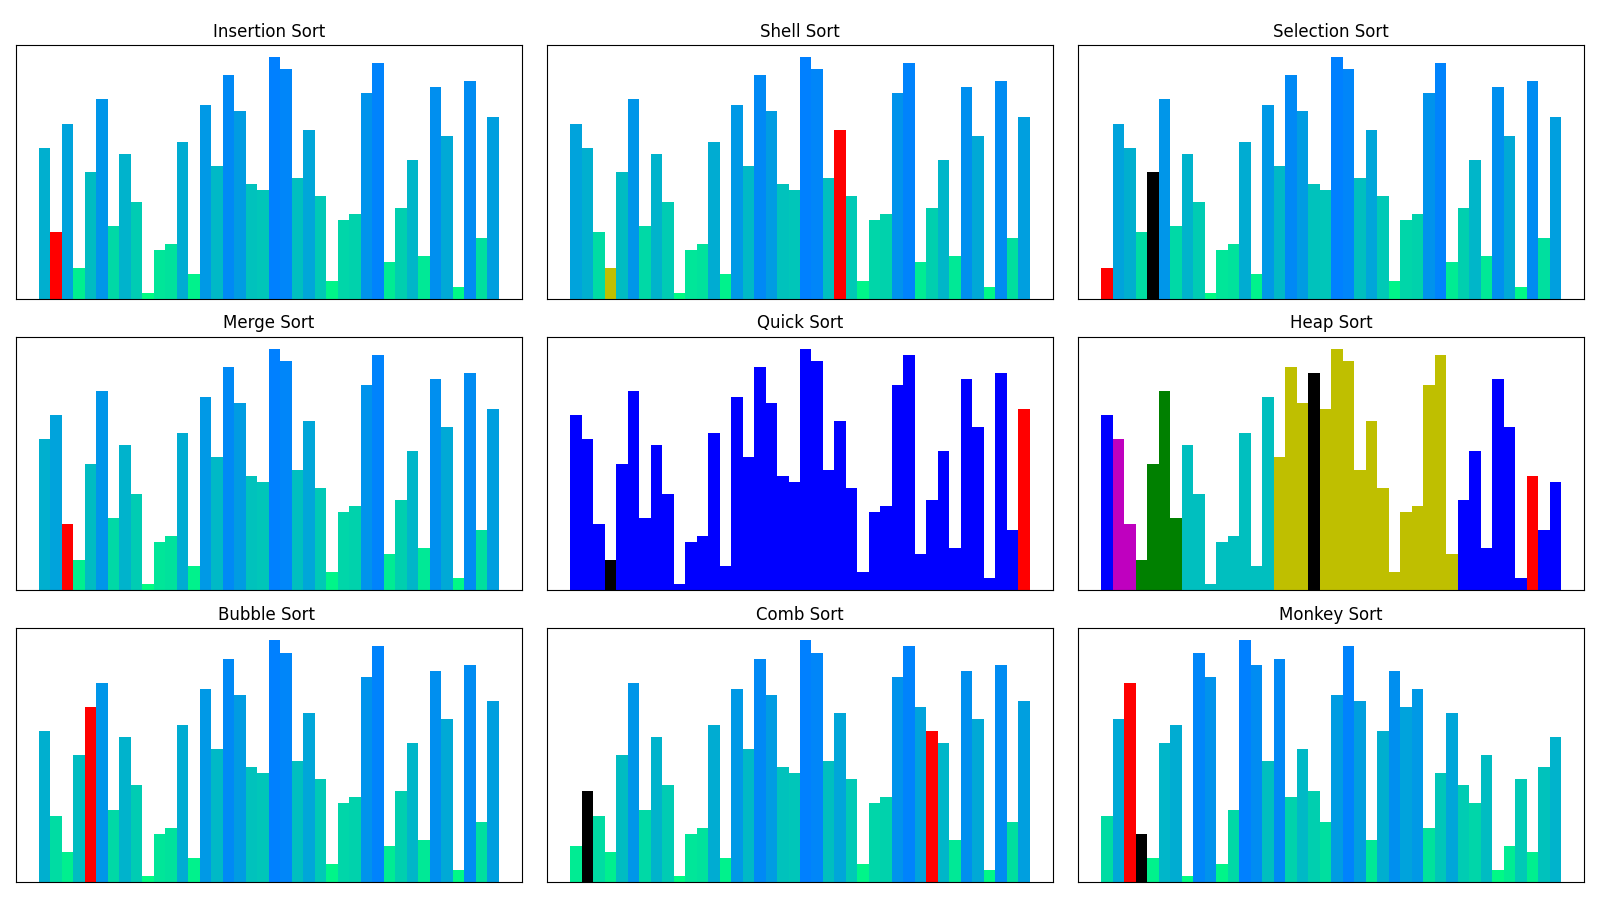 Insertion Sort
Shell Sort
Selection Sort
Merge Sort
Quick Sort
Heap Sort
Bubble Sort
Comb Sort
Monkey Sort